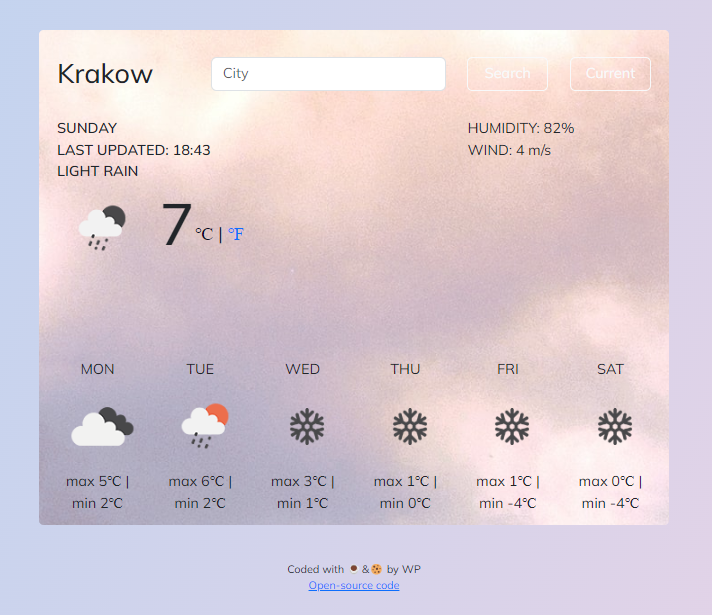 Krakow
City
Search
Current
SUNDAY
LAST UPDATED: 18:43
LIGHT RAIN
HUMIDITY: 82%
WIND: 4 m/s
7 °C | °F
MON
TUE
WED
THU
FRI
SAT
max 5°C |
min 2°C
max 6°C |
min 2°C
max 3°C |
min 1°C
max 1°C |
min 0°C
max 1°C |
min -4°C
max 0°C |
min -4°C
Coded with ☕&🍪 by WP
Open-source code